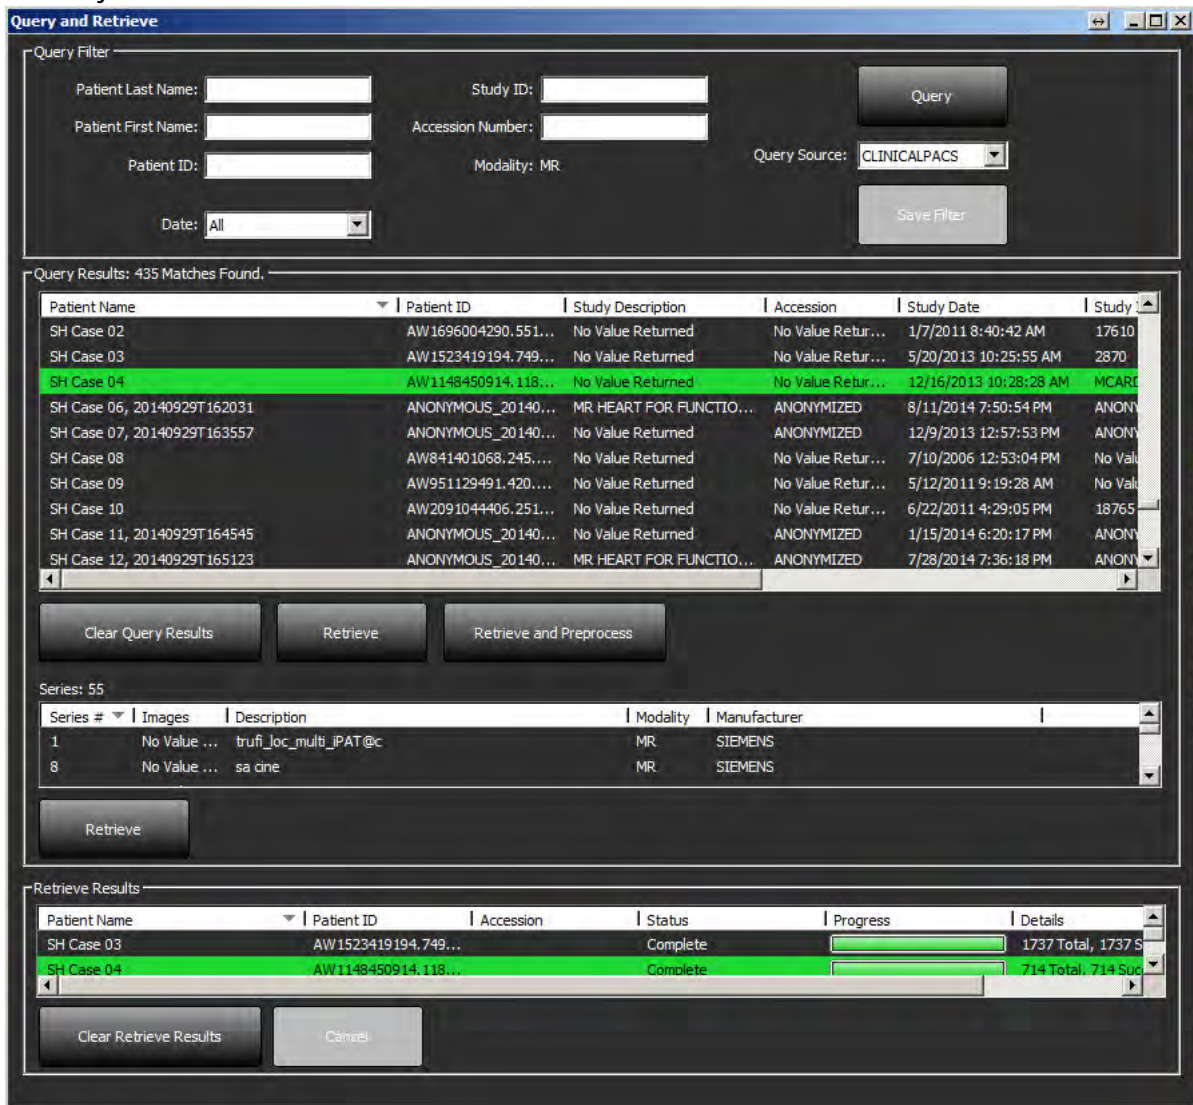 Query and Retrieve
Query Filter
Patient Last Name:
Study ID:
Query
Patient First Name:
Accession Number:
Patient ID:
Modality: MR
Query Source: CLINICALPACS
Date: All
Save Filter
Query Results: 435 Matches Found.
Patient Name Patient ID Study Description Accession Study Date Study
SH Case 02 AW1696004290.551... No Value Returned No Value Retur... 1/7/2011 8:40:42 AM 17610
SH Case 03 AW1523419194.749... No Value Returned No Value Retur... 5/20/2013 10:25:55 AM 2870
SH Case 04 AW1148450914.118... No Value Returned No Value Retur... 12/16/2013 10:28:28 AM MCARD
SH Case 06, 20140929T162031 ANONYMOUS_20140... MR HEART FOR FUNCTIO... ANONYMIZED 8/11/2014 7:50:54 PM ANONY
SH Case 07, 20140929T163557 ANONYMOUS_20140... No Value Returned ANONYMIZED 12/9/2013 12:57:53 PM ANONY
SH Case 08 AW841401068.245.... No Value Returned No Value Retur... 7/10/2006 12:53:04 PM No Valu
SH Case 09 AW951129491.420.... No Value Returned No Value Retur... 5/12/2011 9:19:28 AM No Valu
SH Case 10 AW2091044406.251... No Value Returned No Value Retur... 6/22/2011 4:29:05 PM 18765
SH Case 11, 20140929T164545 ANONYMOUS_20140... No Value Returned ANONYMIZED 1/15/2014 6:20:17 PM ANONY
SH Case 12, 20140929T165123 ANONYMOUS_20140... MR HEART FOR FUNCTIO... ANONYMIZED 7/28/2014 7:36:18 PM ANONY
Clear Query Results
Retrieve
Retrieve and Preprocess
Series: 55
Series # Images Description Modality Manufacturer
1 No Value ... trufi_loc_multi_iPAT@c MR SIEMENS
8 No Value ... sa cine MR SIEMENS
Retrieve
Retrieve Results
Patient Name Patient ID Accession Status Progress Details
SH Case 03 AW1523419194.749... Complete 1737 Total, 1737 S
SH Case 04 AW1148450914.118... Complete 714 Total, 714 Suc
Clear Retrieve Results
Cancel